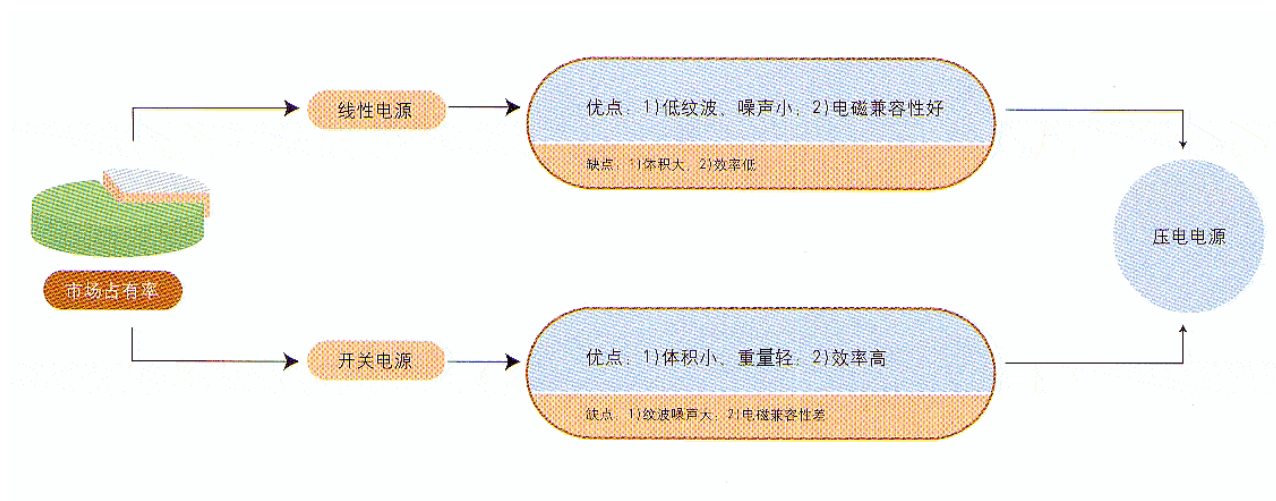 线性电源
优点：1)低纹波、噪声小；2)电磁兼容性好
缺点：1)体积大；2)效率低
压电电源
市场占有率
开关电源
优点：1)体积小、重量轻；2)效率高
缺点：1)纹波噪声大；2)电磁兼容性差